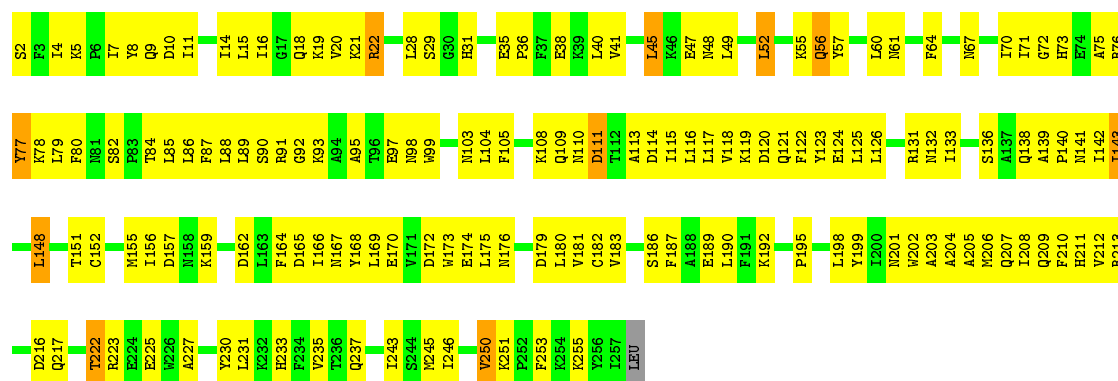 S2 F3 I4 K5 P6 I7 Y8 Q9 D10 I11 I14 L15 I16 G17 Q18 K19 V20 K21 R22 L28 S29 G30 H31 E35 P36 F37 E38 K39 L40 V41 L45 K46 E47 N48 L49 L52 K55 Q56 Y57 L60 N61 F64 N67 I70 I71 G72 H73 E74 A75
Y77 K78 L79 F80 N81 S82 P83 T84 L85 L86 F87 L88 L89 S90 R91 G92 K93 A94 A95 T96 E97 N98 W99 N103 L104 F105 K108 Q109 N110 D111 T112 A113 D114 I115 L116 L117 V118 K119 D120 Q121 F122 Y123 E124 L125 L126 R131 N132 I133 S136 A137 Q138 A139 P140 N141 I142 I143
L148 T151 C152 M155 I156 D157 N158 K159 D162 L163 F164 D165 I166 N167 Y168 L169 E170 V171 D172 W173 E174 L175 N176 D179 L180 V181 C182 V183 S186 F187 A188 E189 L190 F191 K192 P195 L198 Y199 I200 N201 W202 A203 A204 A205 M206 Q207 I208 Q209 F210 H211 V212
D216 Q217 T222 R223 E224 E225 W226 A227 Y230 L231 K232 H233 F234 V235 T236 Q237 I243 S244 M245 I246 V250 K251 P252 F253 K254 K255 Y256 I257 LEU